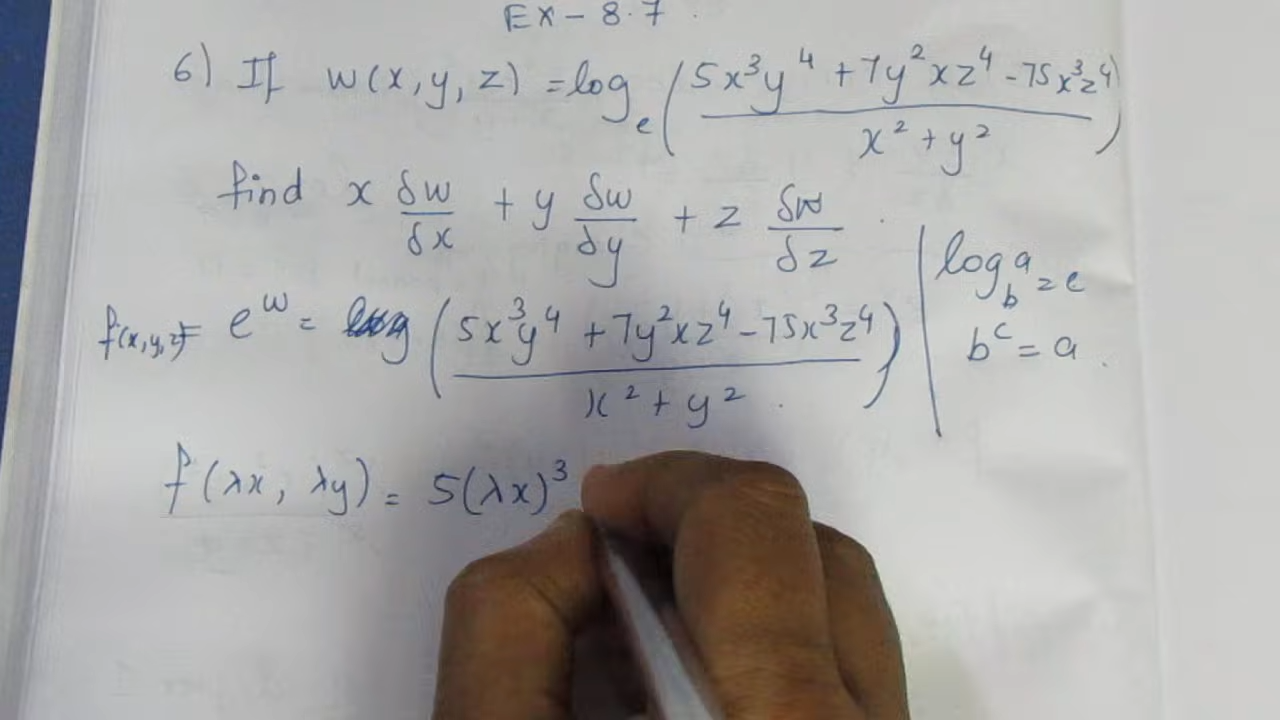 Ex - 8.7
6) If w(x, y, z) = log_e ( (5x³y⁴ + 7y²xz⁴ - 75x³z⁴) / (x² + y²) )
find x δw/δx + y δw/δy + z δw/δz .
log_b a = c
b^c = a .
f(x,y,z) = e^w = ( (5x³y⁴ + 7y²xz⁴ - 75x³z⁴) / (x² + y²) ) .
f(λx, λy) = 5(λx)³